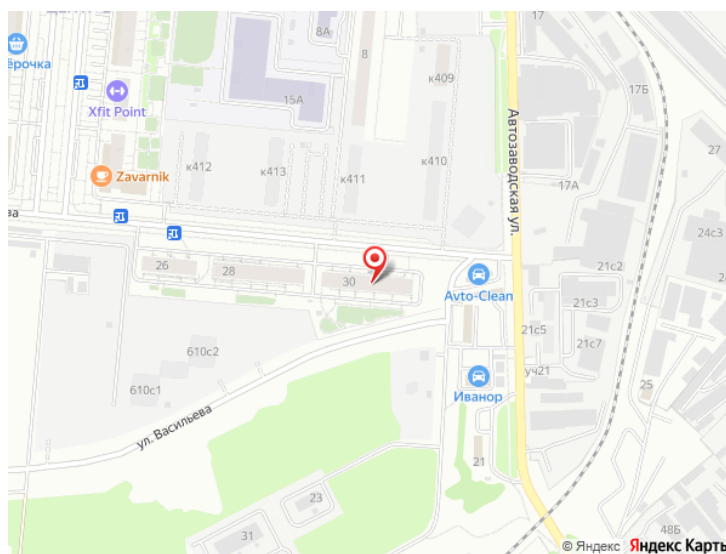 17
8А
8
ёрочка
к409
17Б
Xfit Point
15А
Автозаводская ул.
27
к412
к413
к411
к410
Zavarnik
17А
ва
24с3
26
28
30
21с2
Avto-Clean
21с3
21с5
21с7
610с2
уч21
610с1
Иванор
25
ул. Васильева
21
23
31
48Б
© Яндекс Яндекс Карты